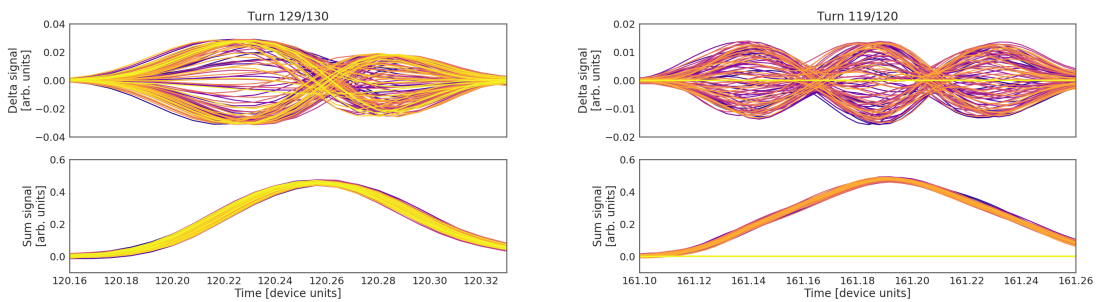 Turn 129/130
0.04
0.02
0.00
−0.02
−0.04
Delta signal
[arb. units]
0.6
0.4
0.2
0.0
Sum signal
[arb. units]
120.16 120.18 120.20 120.22 120.24 120.26 120.28 120.30 120.32
Time [device units]
Turn 119/120
0.02
0.01
0.00
−0.01
−0.02
Delta signal
[arb. units]
0.6
0.4
0.2
0.0
Sum signal
[arb. units]
161.10 161.12 161.14 161.16 161.18 161.20 161.22 161.24 161.26
Time [device units]